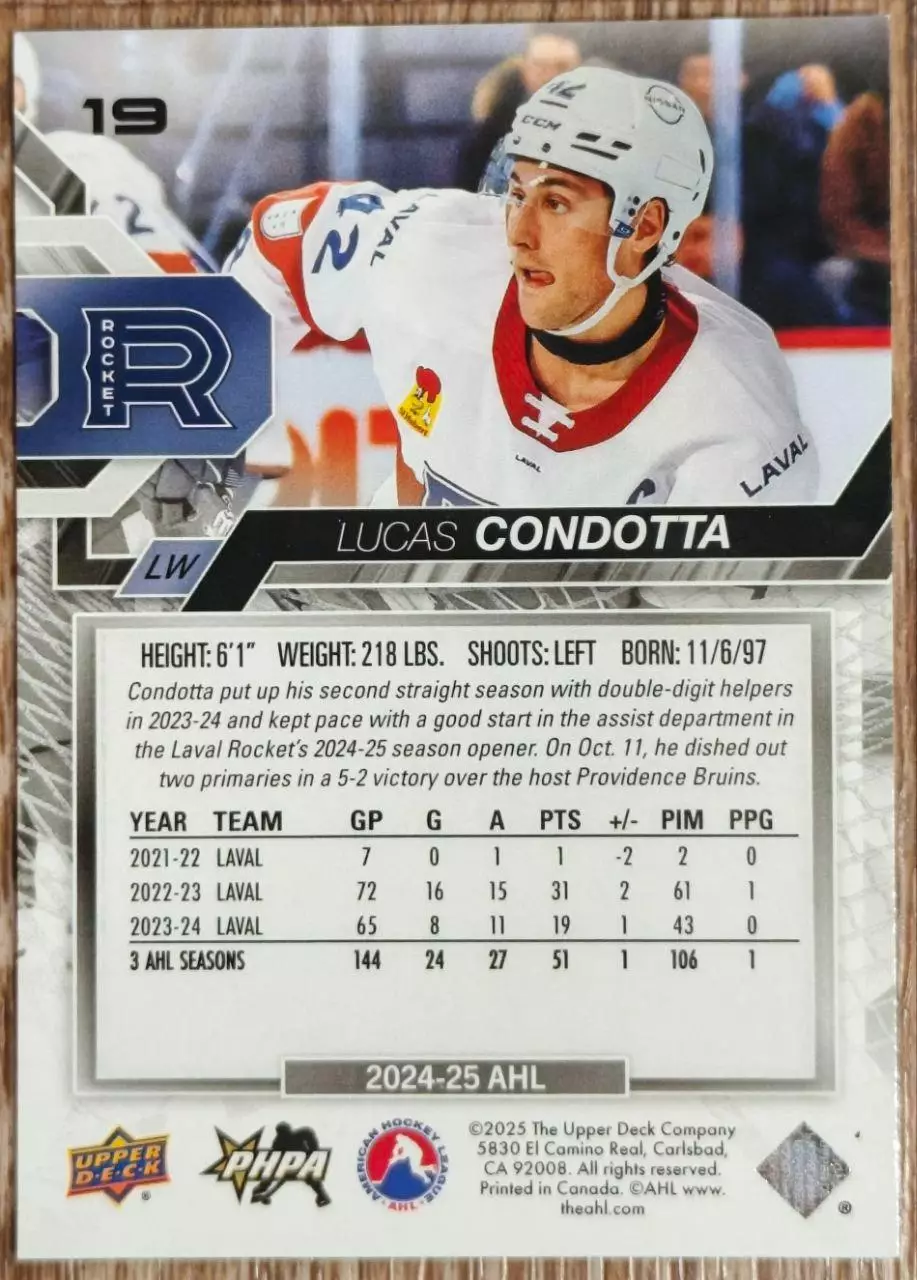 19
42
CCM
NISSAN
42
LAVAL
2
ROCKET
R
St-Hubert
LAVAL
LAVAL
C
LUCAS CONDOTTA
LW
HEIGHT: 6'1" WEIGHT: 218 LBS. SHOOTS: LEFT BORN: 11/6/97
Condotta put up his second straight season with double-digit helpers
in 2023-24 and kept pace with a good start in the assist department in
the Laval Rocket's 2024-25 season opener. On Oct. 11, he dished out
two primaries in a 5-2 victory over the host Providence Bruins.
YEAR TEAM GP G A PTS +/- PIM PPG
2021-22 LAVAL 7 0 1 1 -2 2 0
2022-23 LAVAL 72 16 15 31 2 61 1
2023-24 LAVAL 65 8 11 19 1 43 0
3 AHL SEASONS 144 24 27 51 1 106 1
2024-25 AHL
UPPER
D·E·C·K
®
PHPA
AMERICAN HOCKEY LEAGUE
·AHL·
©2025 The Upper Deck Company
5830 El Camino Real, Carlsbad,
CA 92008. All rights reserved.
Printed in Canada. ©AHL www.
theahl.com
®